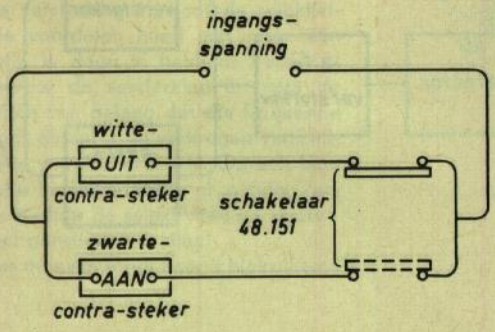 ingangs-
spanning
witte-
UIT
contra-steker
schakelaar
48.151
zwarte-
AAN
contra-steker